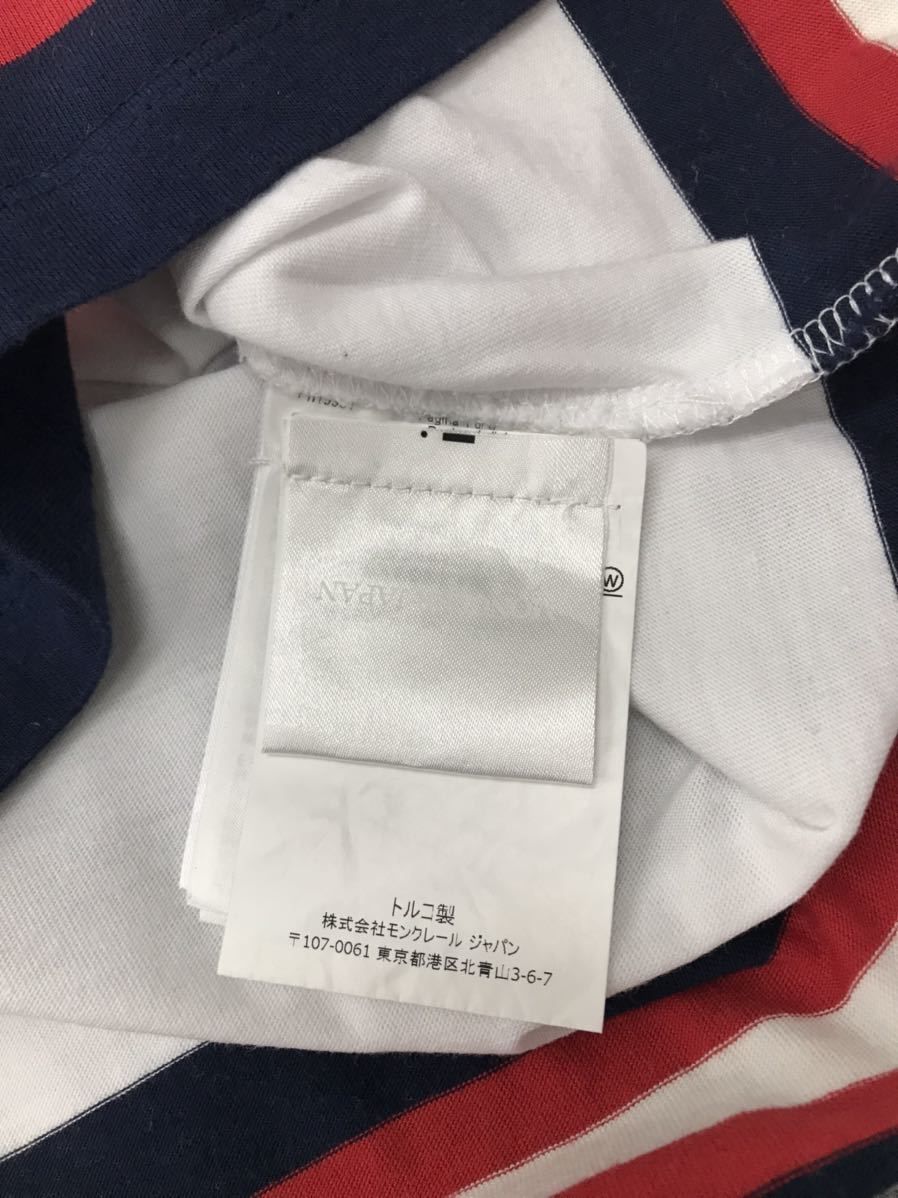 Ⓦ
JAPAN
トルコ製
株式会社モンクレール ジャパン
〒107-0061 東京都港区北青山3-6-7